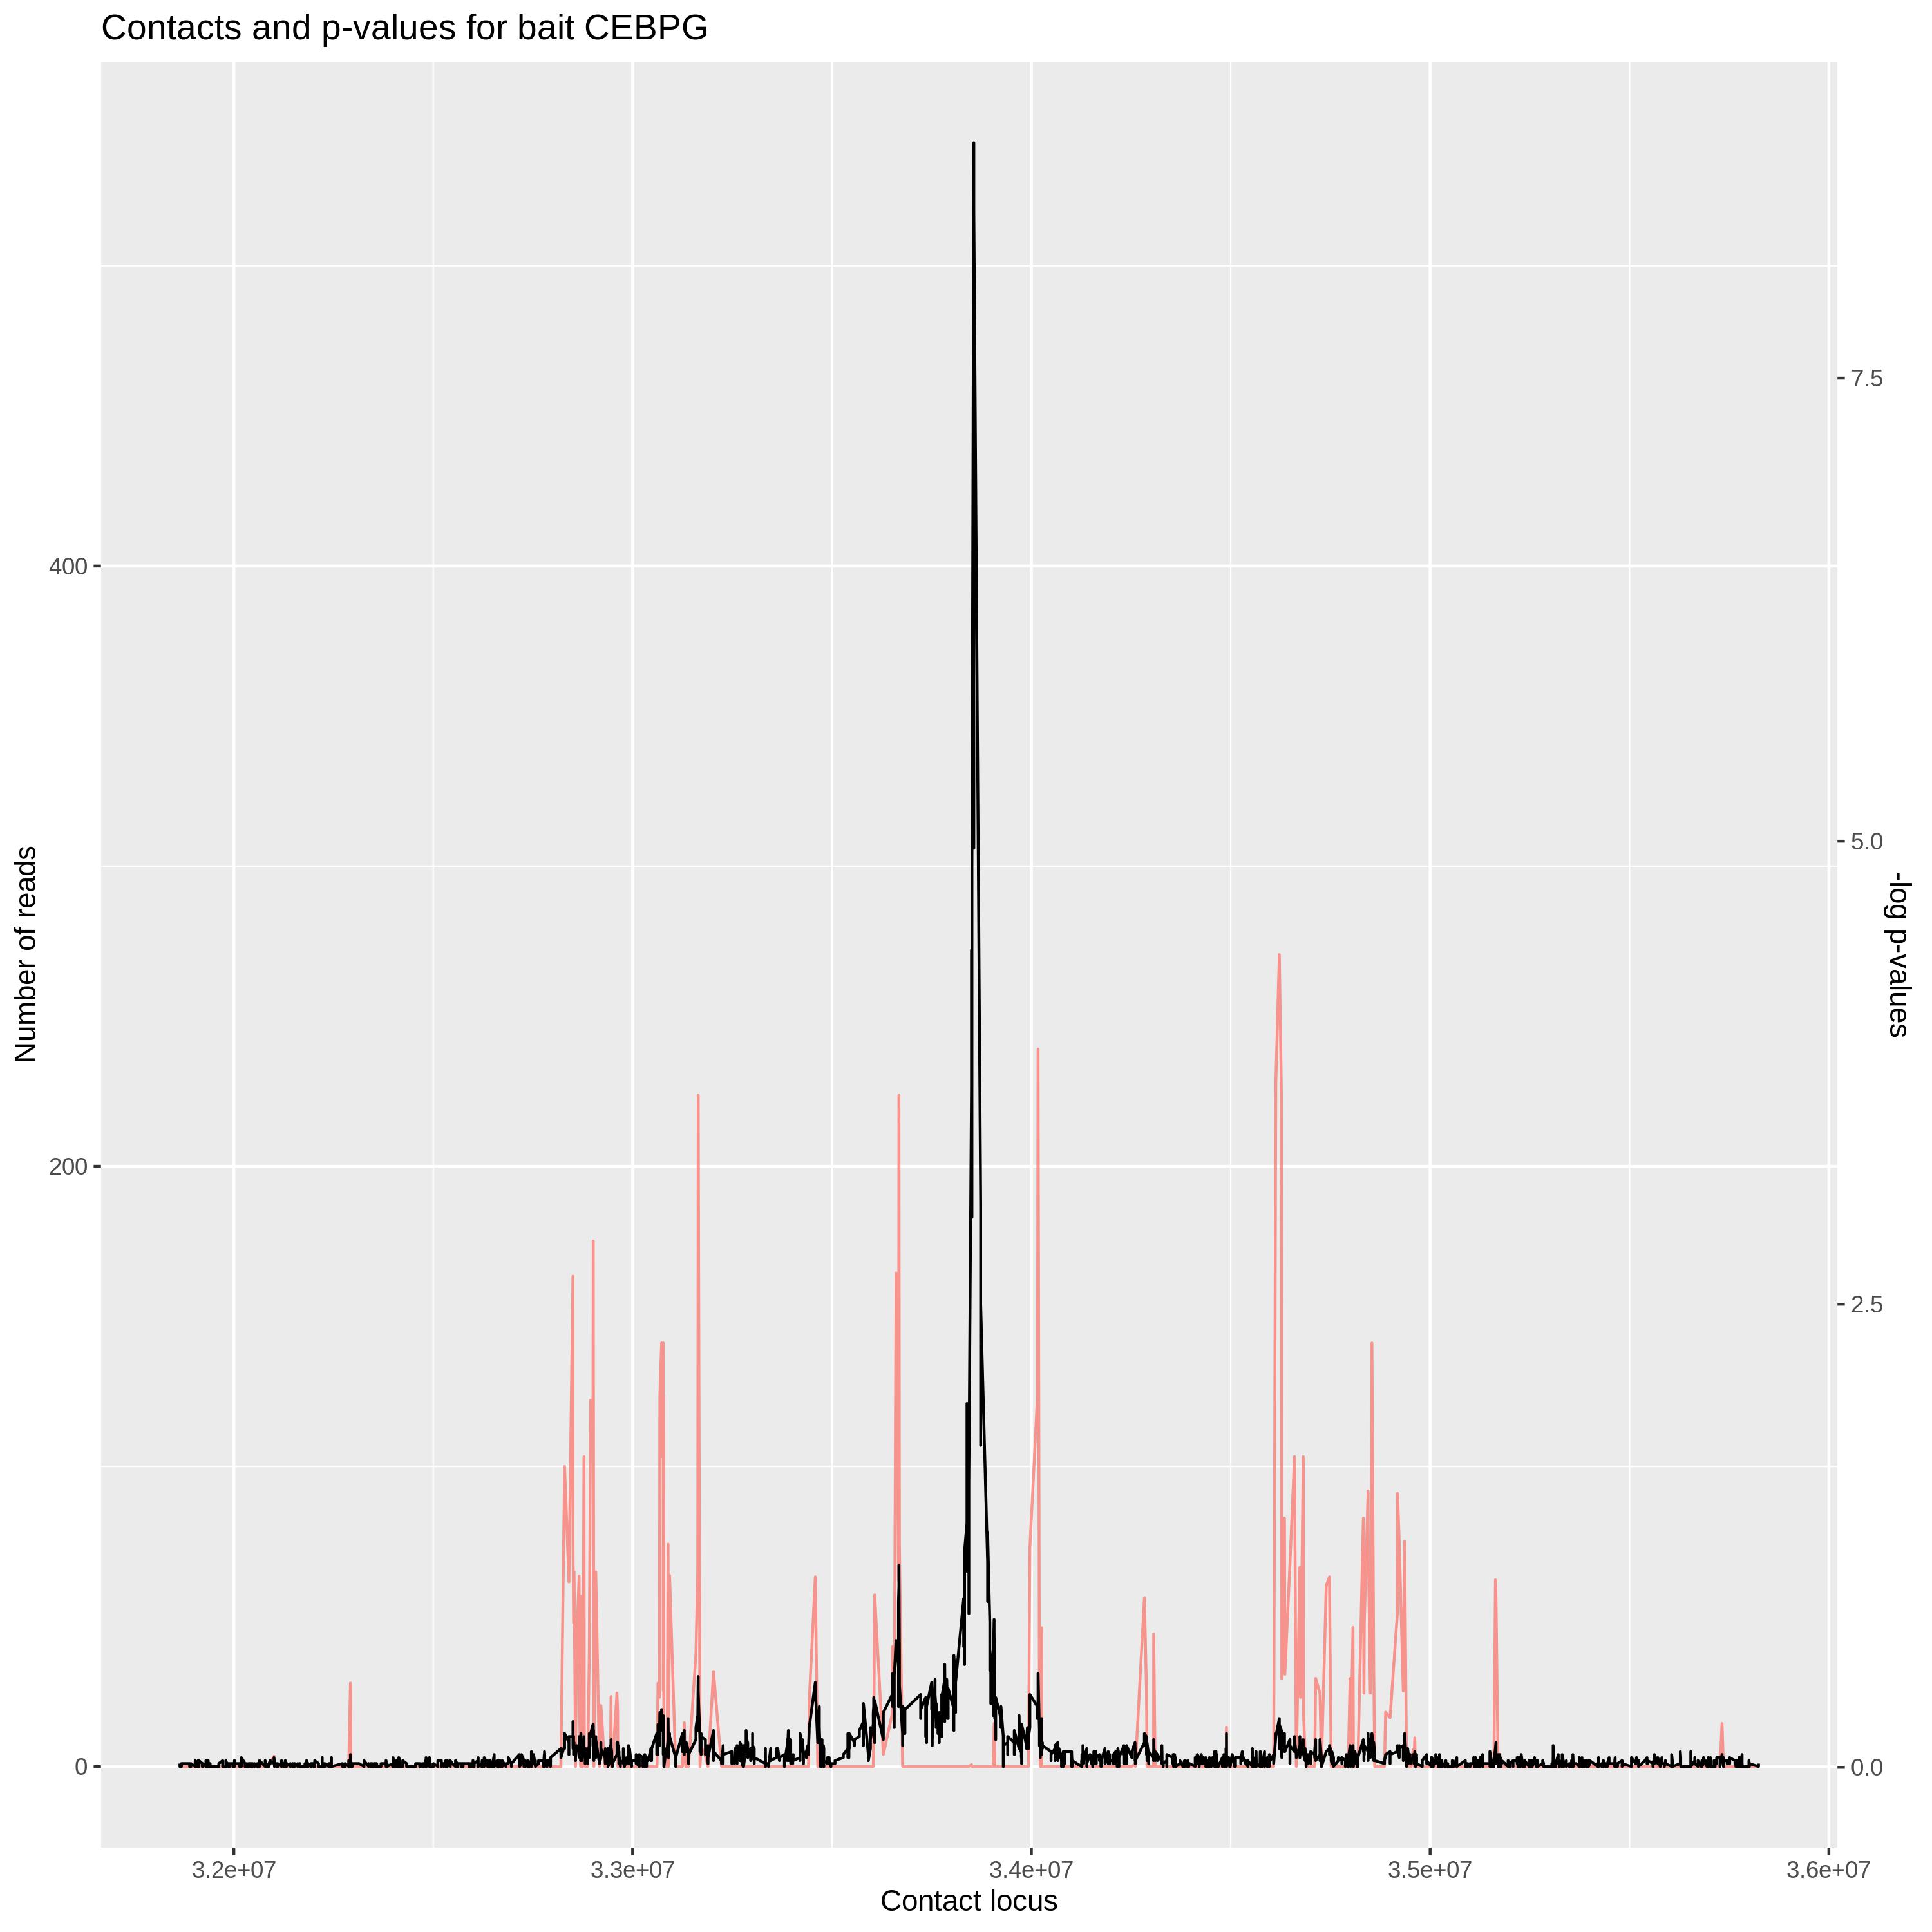 Contacts and p-values for bait CEBPG
400
200
0
Number of reads
7.5
5.0
2.5
0.0
-log p-values
3.2e+07
3.3e+07
3.4e+07
3.5e+07
3.6e+07
Contact locus